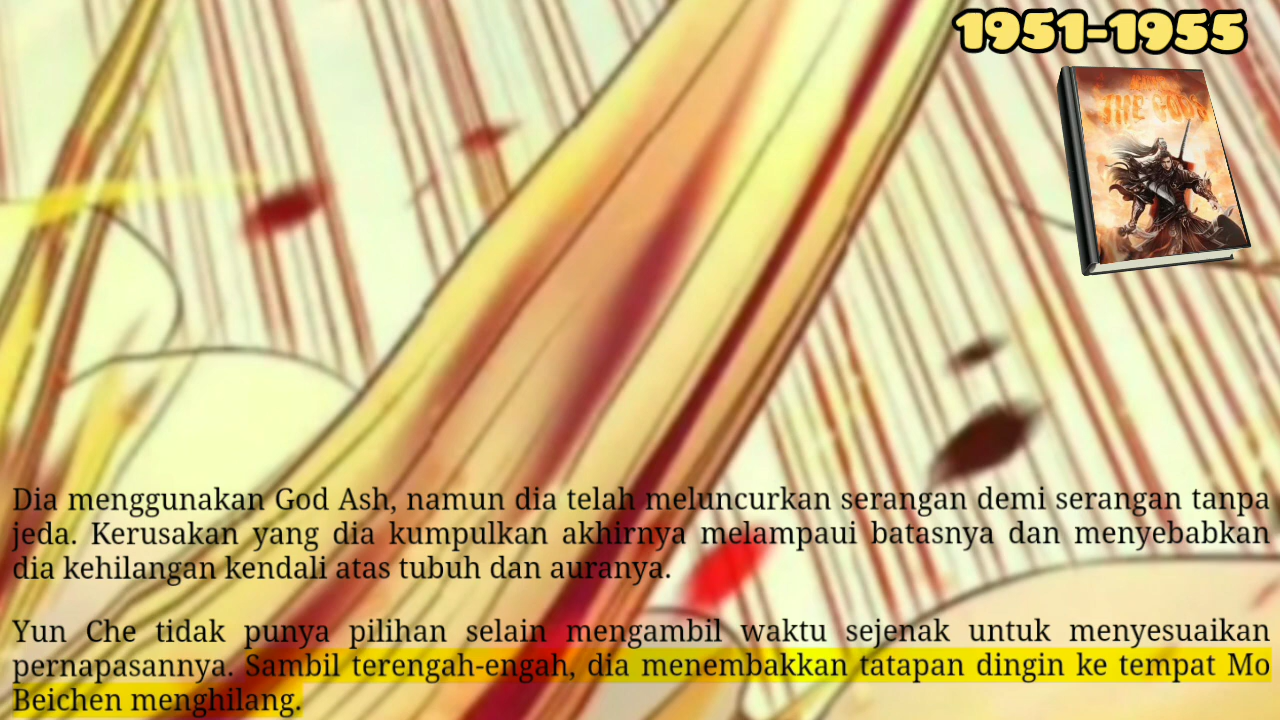 1951-1955
AGAINST
THE GODS
Dia menggunakan God Ash, namun dia telah meluncurkan serangan demi serangan tanpa
jeda. Kerusakan yang dia kumpulkan akhirnya melampaui batasnya dan menyebabkan
dia kehilangan kendali atas tubuh dan auranya.
Yun Che tidak punya pilihan selain mengambil waktu sejenak untuk menyesuaikan
pernapasannya. Sambil terengah-engah, dia menembakkan tatapan dingin ke tempat Mo
Beichen menghilang.